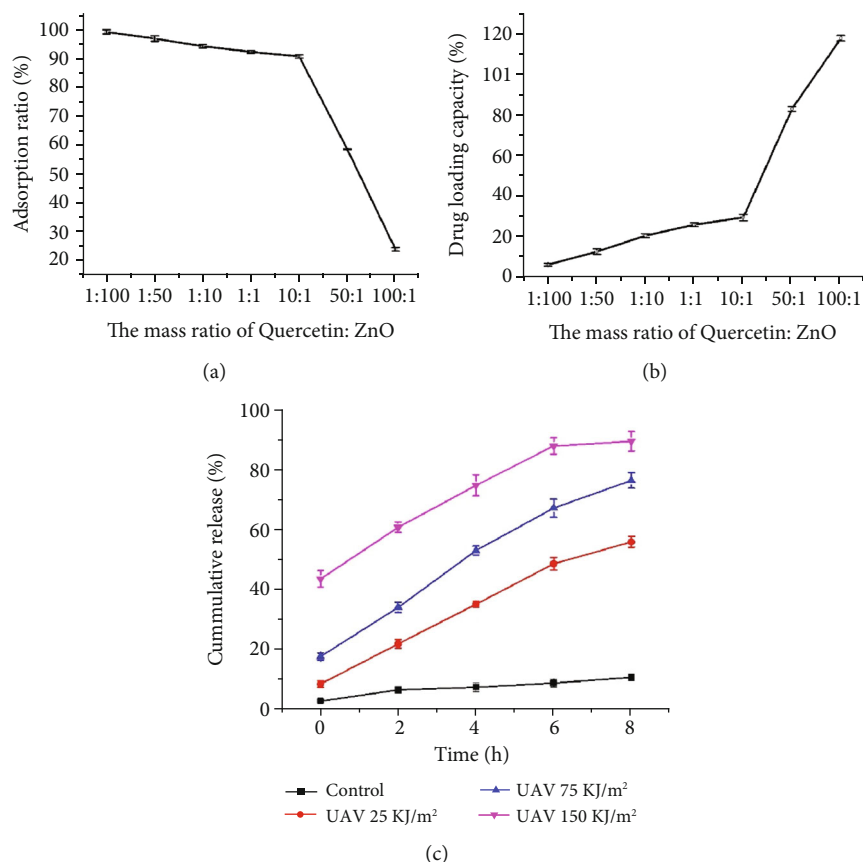 100
90
80
70
60
50
40
30
20
Adsorption ratio (%)
1:100 1:50 1:10 1:1 10:1 50:1 100:1
The mass ratio of Quercetin: ZnO
(a)
120
101
80
60
40
20
0
Drug loading capacity (%)
1:100 1:50 1:10 1:1 10:1 50:1 100:1
The mass ratio of Quercetin: ZnO
(b)
100
80
60
40
20
0
Cummulative release (%)
0 2 4 6 8
Time (h)
Control
UAV 25 KJ/m²
UAV 75 KJ/m²
UAV 150 KJ/m²
(c)